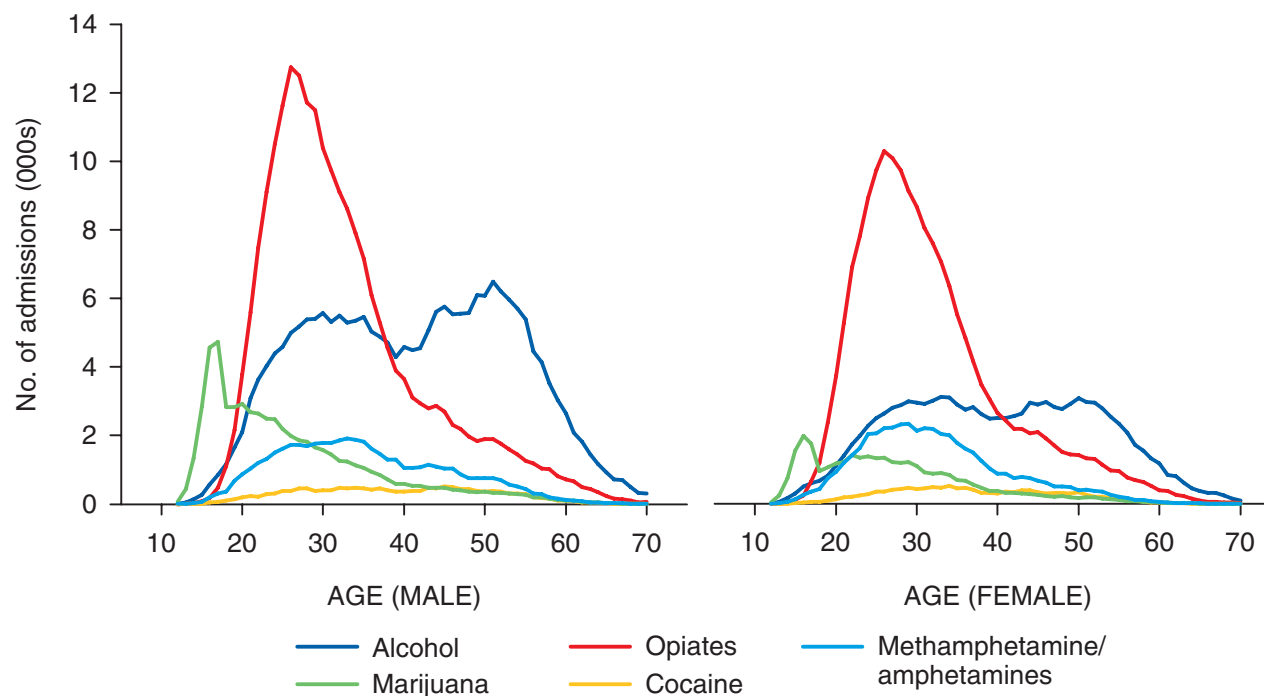 No. of admissions (000s)
14
12
10
8
6
4
2
0
10 20 30 40 50 60 70
AGE (MALE)
10 20 30 40 50 60 70
AGE (FEMALE)
Alcohol
Opiates
Methamphetamine/
amphetamines
Marijuana
Cocaine